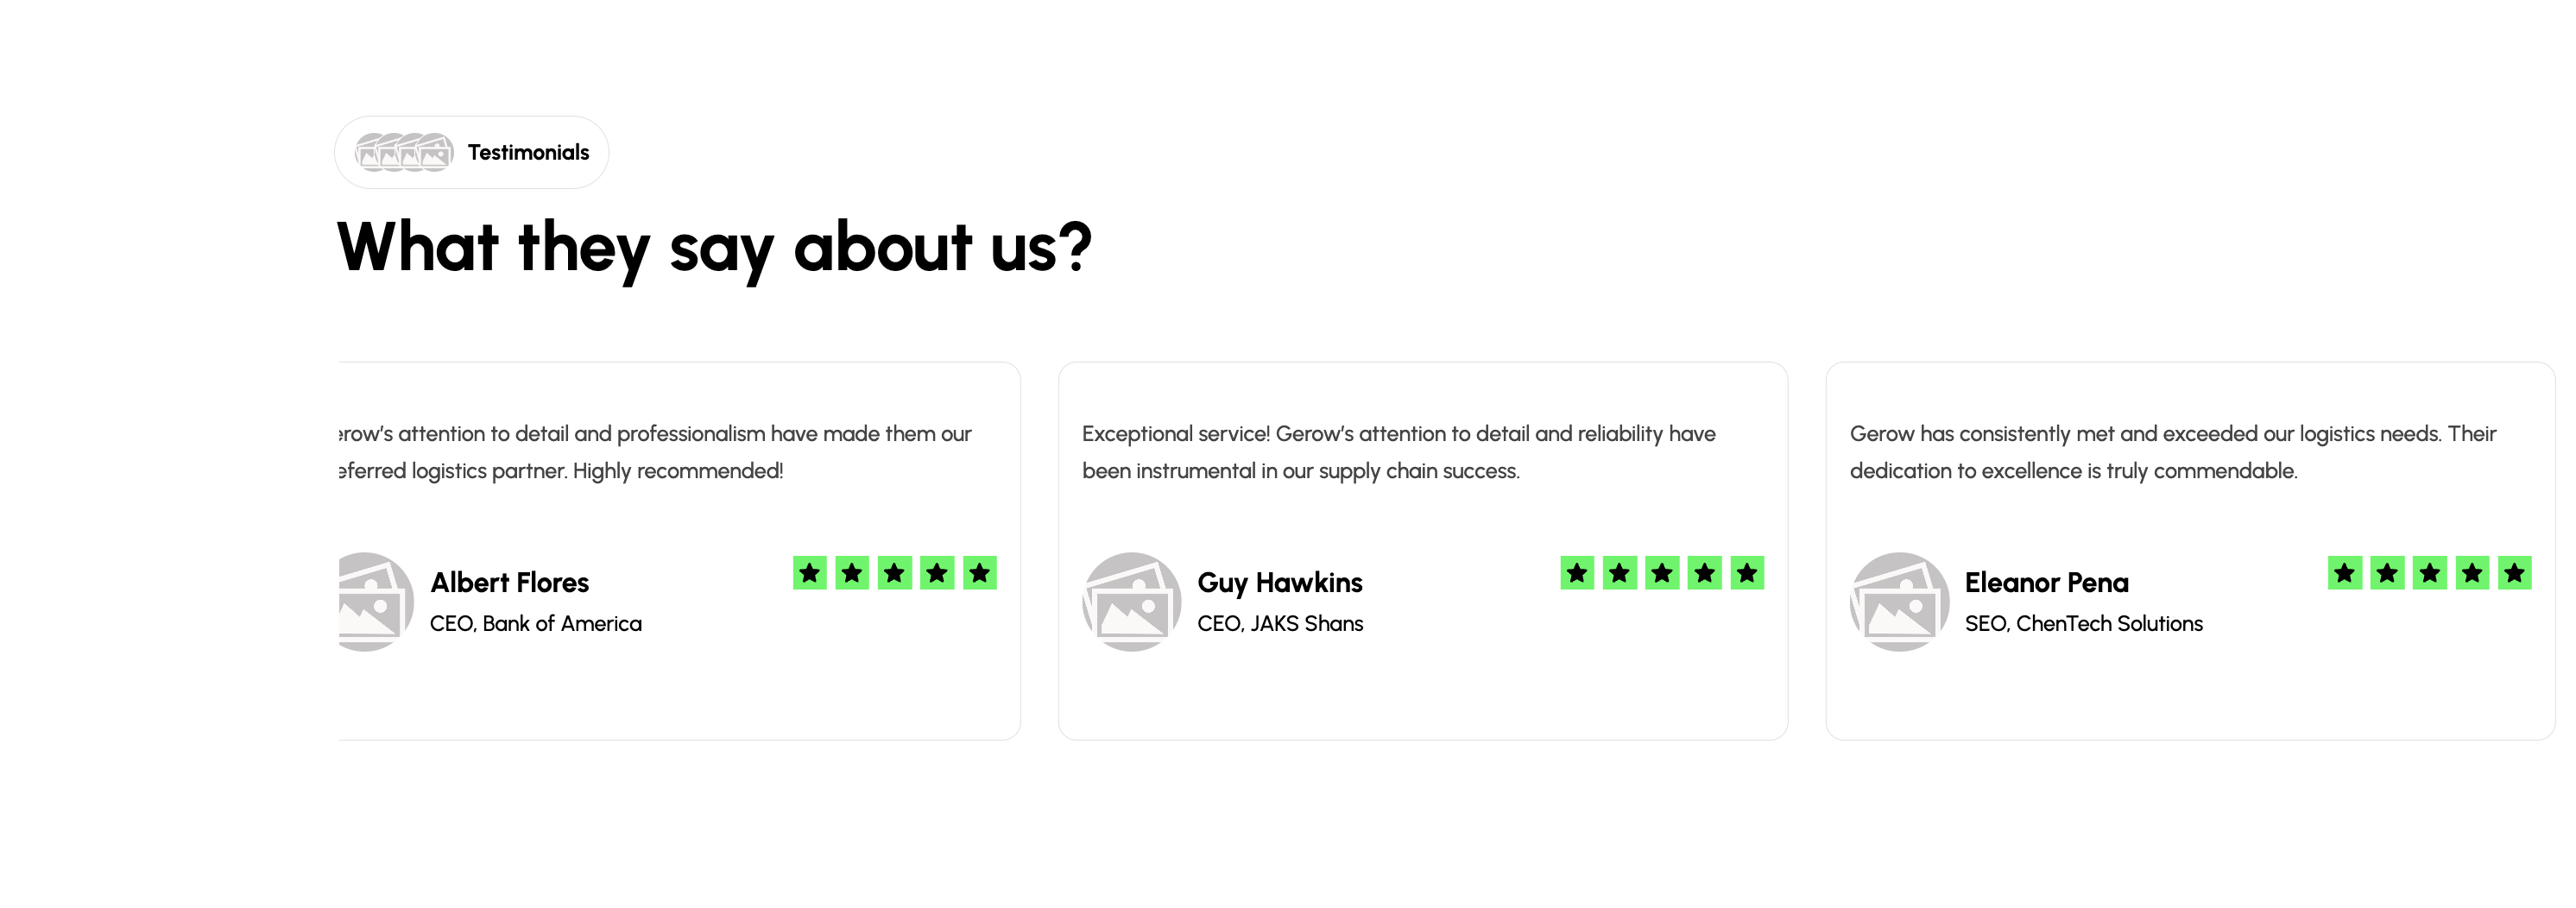 Testimonials
What they say about us?
erow's attention to detail and professionalism have made them our
eferred logistics partner. Highly recommended!
Albert Flores
CEO, Bank of America
Exceptional service! Gerow's attention to detail and reliability have
been instrumental in our supply chain success.
Guy Hawkins
CEO, JAKS Shans
Gerow has consistently met and exceeded our logistics needs. Their
dedication to excellence is truly commendable.
Eleanor Pena
SEO, ChenTech Solutions